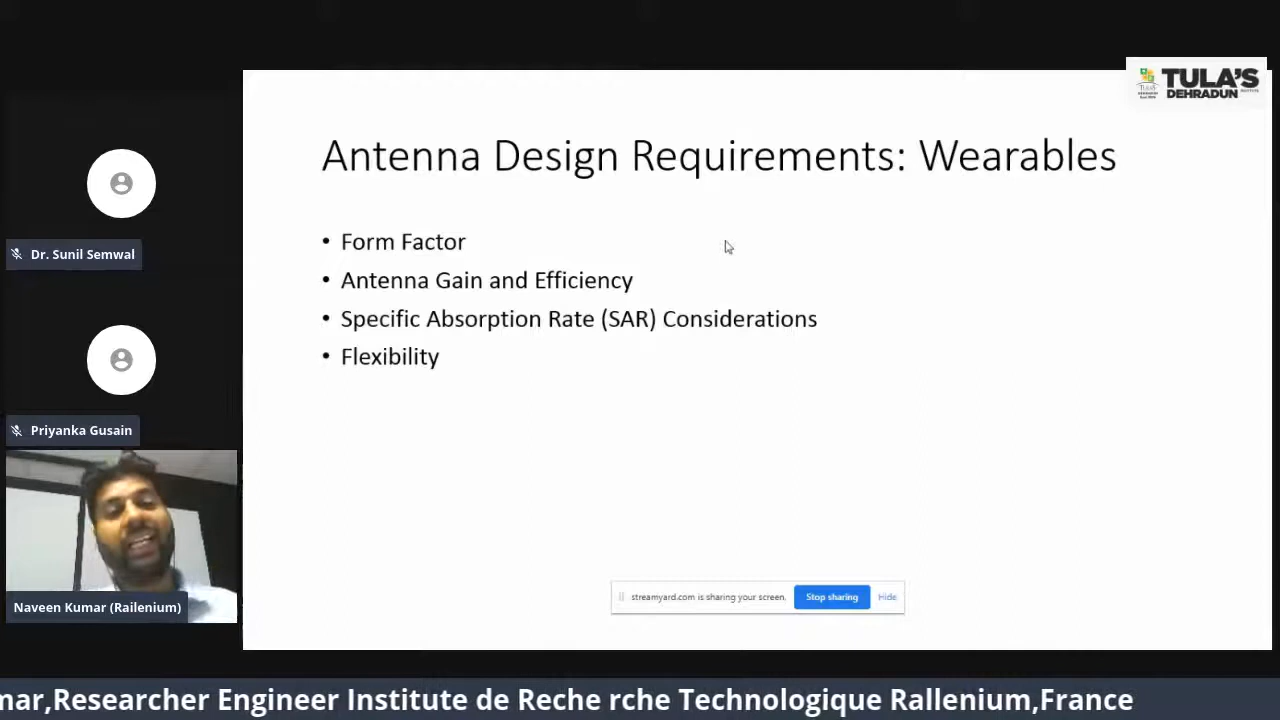 TULA'S
DEHRADUN
Antenna Design Requirements: Wearables
• Form Factor
• Antenna Gain and Efficiency
• Specific Absorption Rate (SAR) Considerations
• Flexibility
Dr. Sunil Semwal
Priyanka Gusain
Naveen Kumar (Railenium)
streamyard.com is sharing your screen. Stop sharing Hide
mar,Researcher Engineer Institute de Reche rche Technologique Rallenium,France